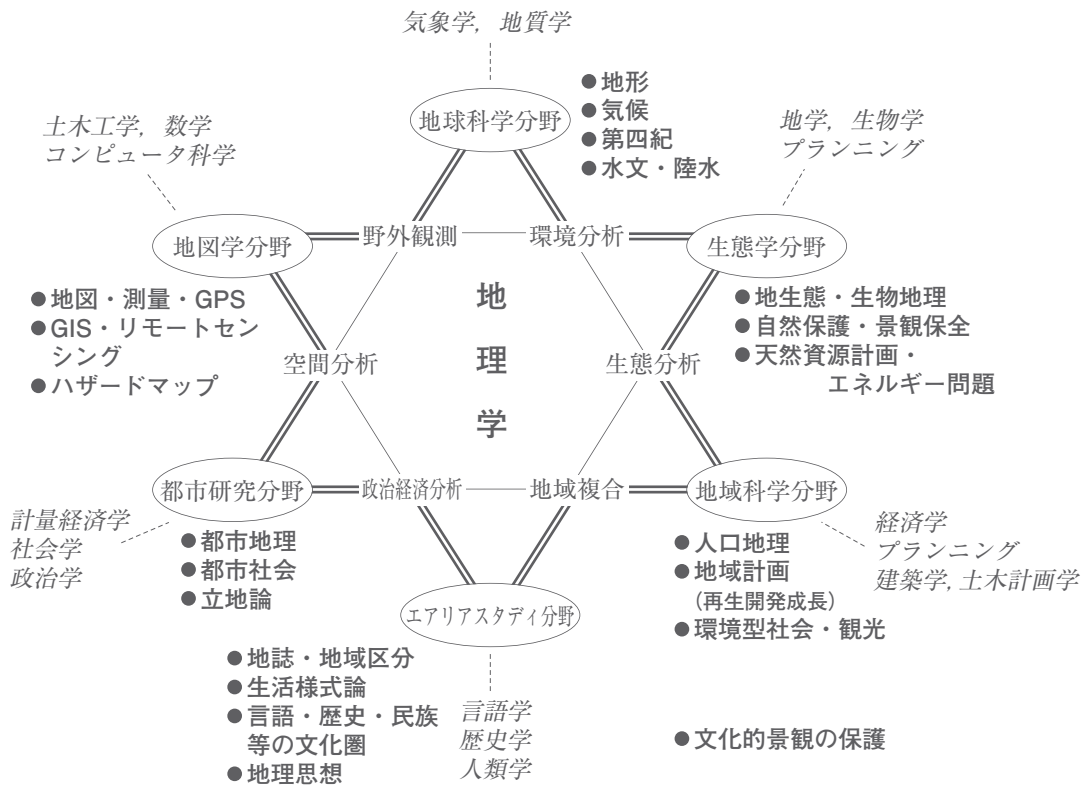 気象学，地質学
地球科学分野
●地形
●気候
●第四紀
●水文・陸水
土木工学，数学
コンピュータ科学
地学，生物学
プランニング
地図学分野
野外観測
環境分析
生態学分野
●地図・測量・GPS
●GIS・リモートセン
シング
●ハザードマップ
地
理
学
●地生態・生物地理
●自然保護・景観保全
●天然資源計画・
エネルギー問題
空間分析
生態分析
都市研究分野
政治経済分析
地域複合
地域科学分野
計量経済学
社会学
政治学
●都市地理
●都市社会
●立地論
●人口地理
●地域計画
（再生開発成長）
●環境型社会・観光
経済学
プランニング
建築学，土木計画学
エアリアスタディ分野
●地誌・地域区分
●生活様式論
●言語・歴史・民族
等の文化圏
●地理思想
言語学
歴史学
人類学
●文化的景観の保護